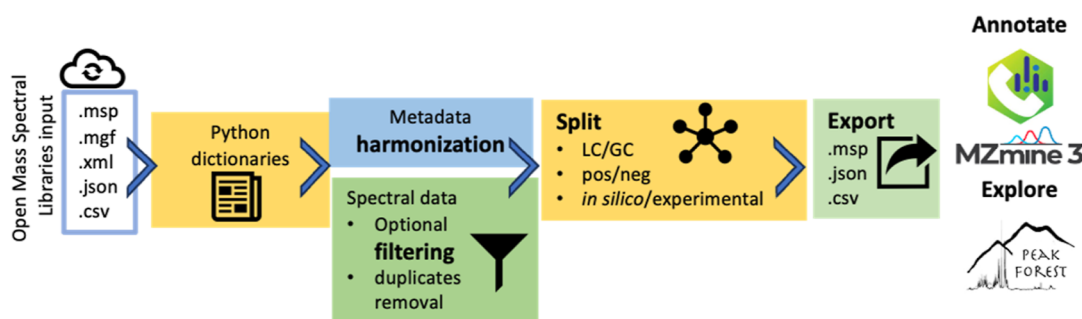 Open Mass Spectral
Libraries input
.msp
.mgf
.xml
.json
.csv
Python
dictionaries
Metadata
harmonization
Spectral data
• Optional
filtering
• duplicates
removal
Split
• LC/GC
• pos/neg
• in silico/experimental
Export
.msp
.json
.csv
Annotate
MZmine 3
Explore
PEAK
FOREST